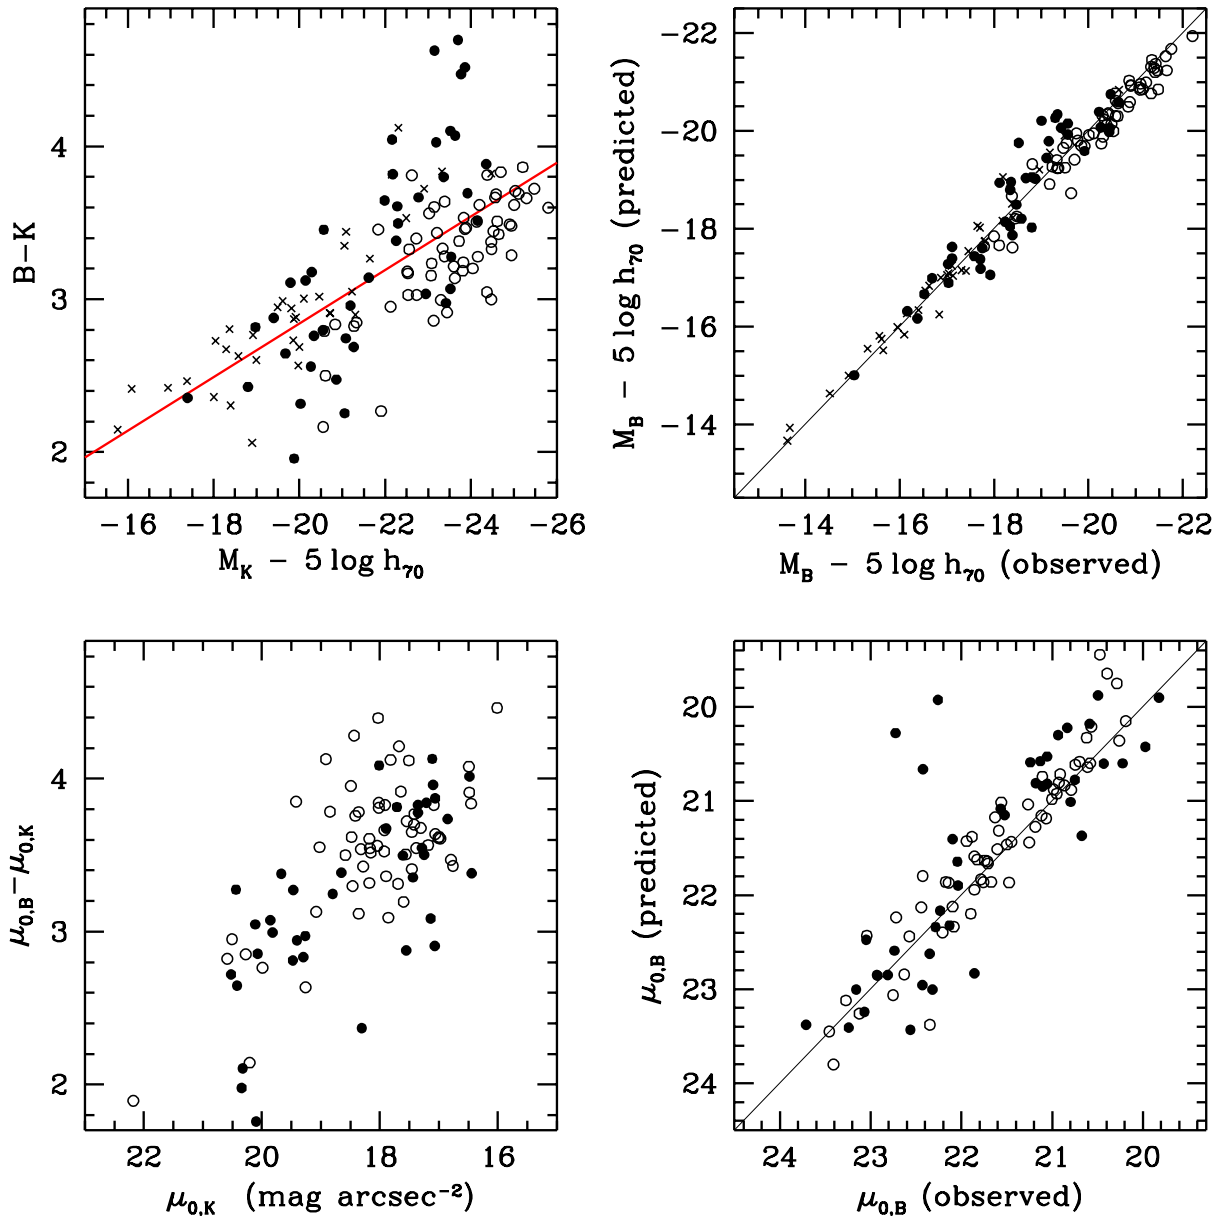 B−K
4
3
2
−16 −18 −20 −22 −24 −26
M_K − 5 log h_70
M_B − 5 log h_70 (predicted)
−22
−20
−18
−16
−14
−14 −16 −18 −20 −22
M_B − 5 log h_70 (observed)
μ_0,B−μ_0,K
4
3
2
22 20 18 16
μ_0,K (mag arcsec^−2)
μ_0,B (predicted)
20
21
22
23
24
24 23 22 21 20
μ_0,B (observed)